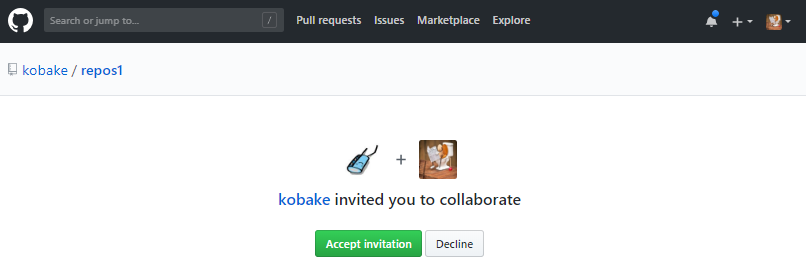 Search or jump to... /
Pull requests Issues Marketplace Explore
kobake / repos1
+
kobake invited you to collaborate
Accept invitation Decline